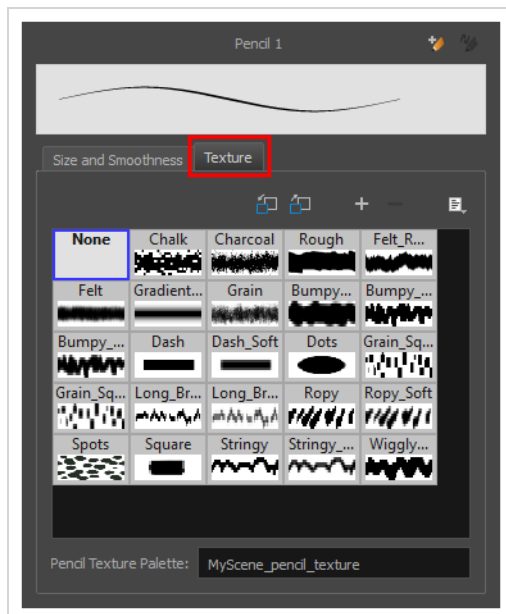 Pencil 1
Size and Smoothness Texture
None Chalk Charcoal Rough Felt_R...
Felt Gradient... Grain Bumpy... Bumpy_...
Bumpy_... Dash Dash_Soft Dots Grain_Sq...
Grain_Sq... Long_Br... Long_Br... Ropy Ropy_Soft
Spots Square Stringy Stringy_... Wiggly...
Pencil Texture Palette: MyScene_pencil_texture